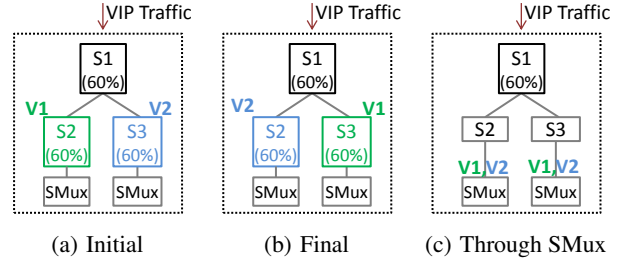 VIP Traffic
S1
(60%)
V1
V2
S2
(60%)
S3
(60%)
SMux
SMux
(a) Initial
VIP Traffic
S1
(60%)
V2
V1
S2
(60%)
S3
(60%)
SMux
SMux
(b) Final
VIP Traffic
S1
(60%)
S2
S3
V1,V2
V1,V2
SMux
SMux
(c) Through SMux